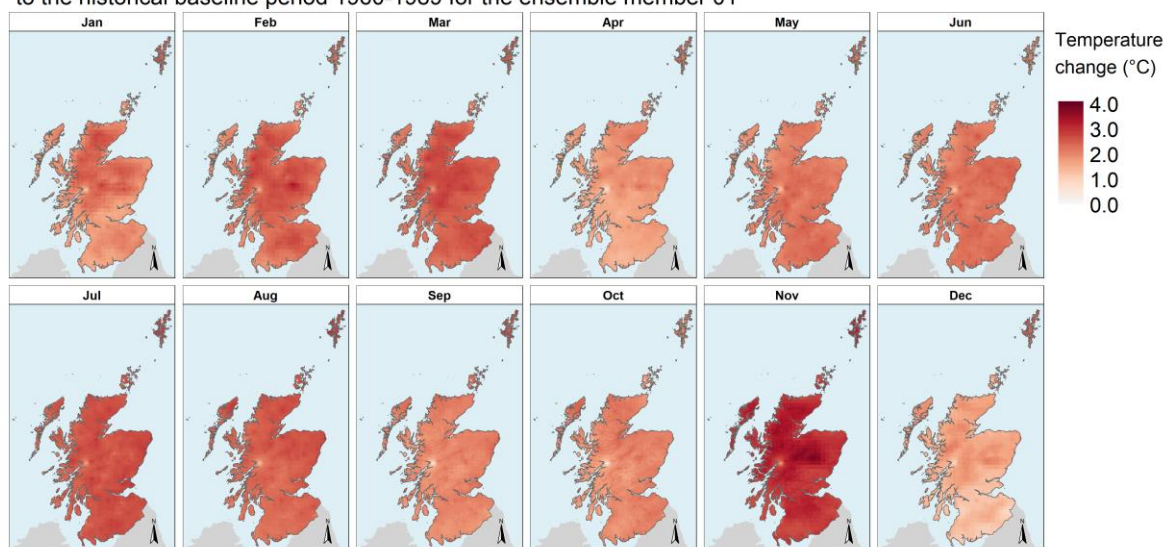 to the historical baseline period 1960-1989 for the ensemble member 01
Jan Feb Mar Apr May Jun
Temperature
change (°C)
4.0
3.0
2.0
1.0
0.0
N N N N N N
Jul Aug Sep Oct Nov Dec
N N N N N N